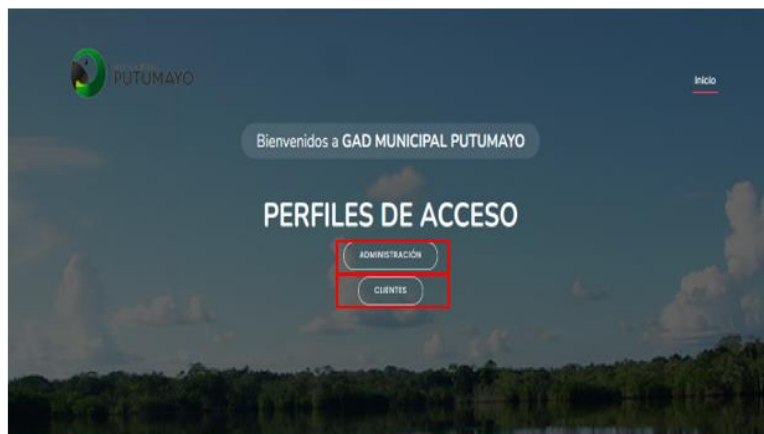 PUTUMAYO
Inicio
Bienvenidos a GAD MUNICIPAL PUTUMAYO
PERFILES DE ACCESO
ADMINISTRACIÓN
CLIENTES